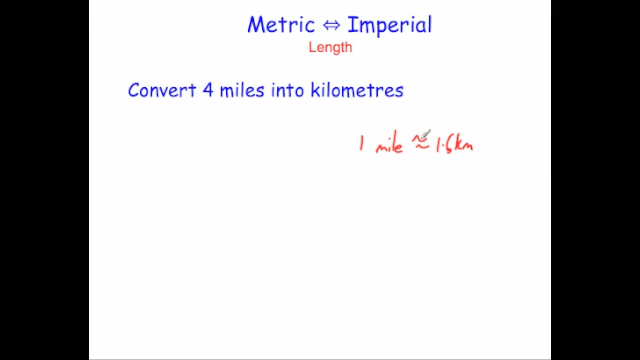 Metric ⇔ Imperial
Length
Convert 4 miles into kilometres
1 mile ≈ 1.6km